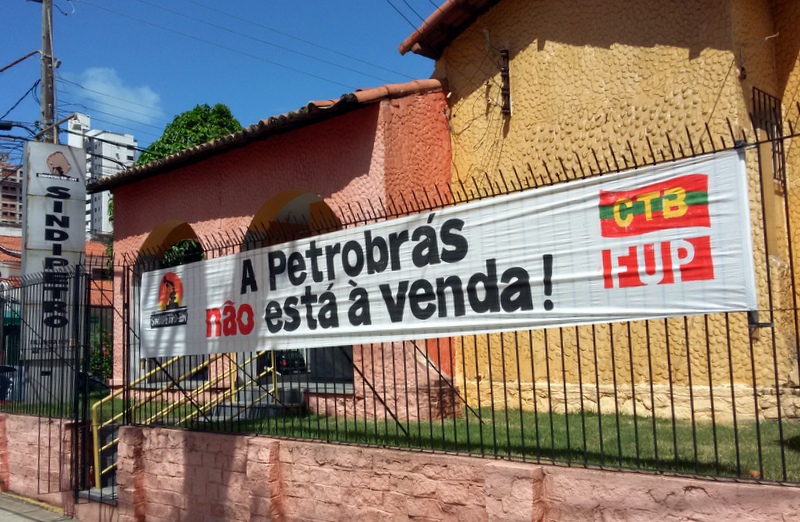 SINDIPETRO
A Petrobrás
não está à venda!
CTB
FUP